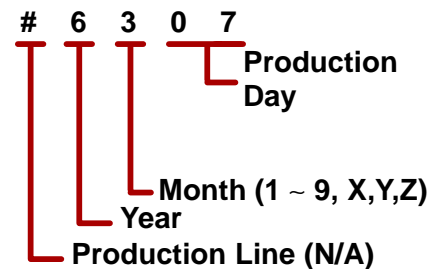 # 6 3 0 7
Production
Day
Month (1 ~ 9, X,Y,Z)
Year
Production Line (N/A)